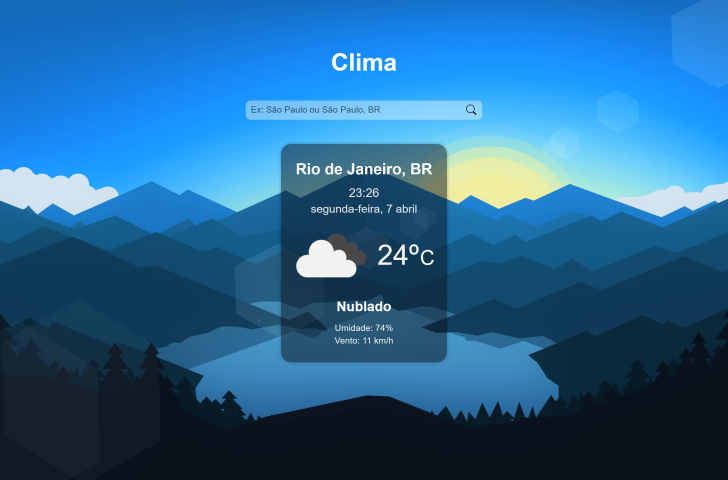 Clima
Ex: São Paulo ou São Paulo, BR
Rio de Janeiro, BR
23:26
segunda-feira, 7 abril
24ºC
Nublado
Umidade: 74%
Vento: 11 km/h